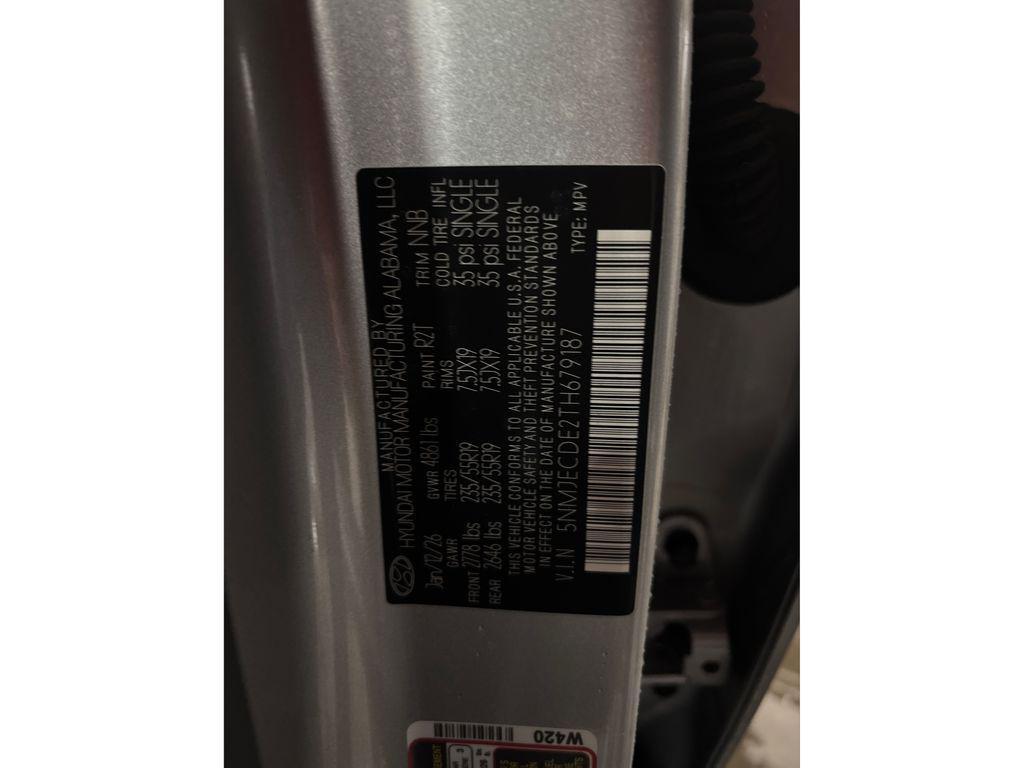 MANUFACTURED BY
HYUNDAI MOTOR MANUFACTURING ALABAMA, LLC
Jan/12/26 GVWR 4861 lbs PAINT R2T TRIM NNB
GAWR TIRES RIMS COLD TIRE INFL
FRONT 2778 lbs 235/55R19 7.5JX19 35 psi SINGLE
REAR 2646 lbs 235/55R19 7.5JX19 35 psi SINGLE
THIS VEHICLE CONFORMS TO ALL APPLICABLE U.S.A. FEDERAL
MOTOR VEHICLE SAFETY AND THEFT PREVENTION STANDARDS
IN EFFECT ON THE DATE OF MANUFACTURE SHOWN ABOVE.
V.I.N 5NMJECDE2TH679187 TYPE: MPV
W420